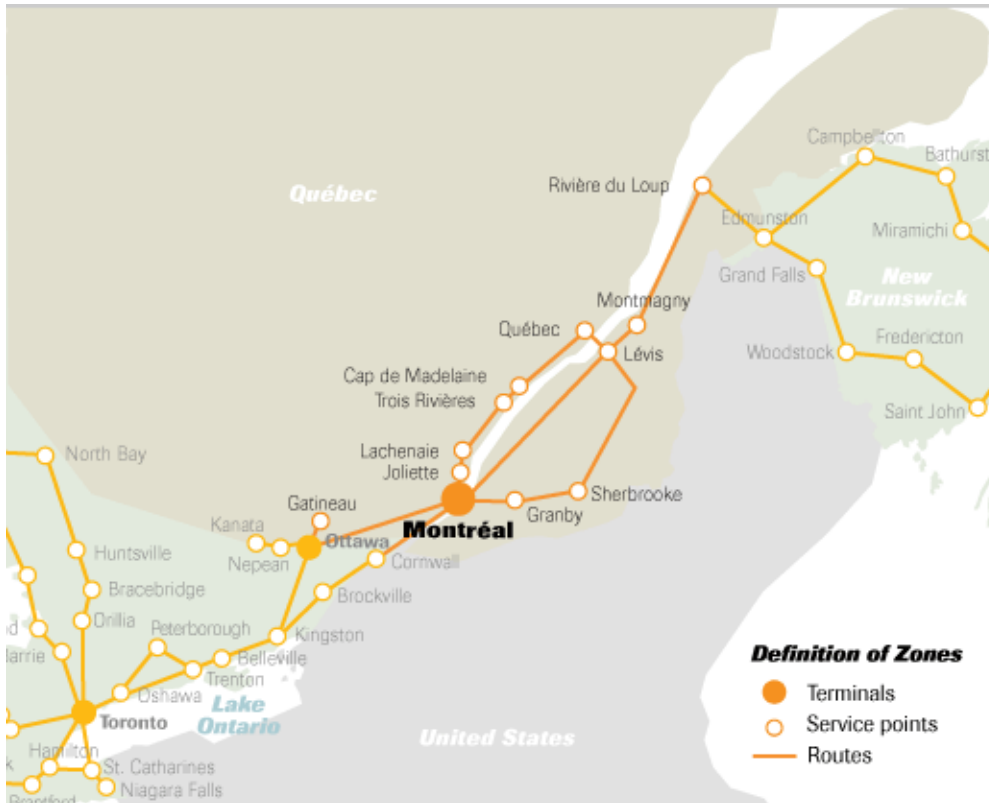 Campbellton
Bathurst
Québec
Rivière du Loup
Edmunston
Miramichi
Grand Falls
New
Brunswick
Montmagny
Québec
Fredericton
Lévis
Woodstock
Cap de Madelaine
Trois Rivières
Saint John
Lachenaie
Joliette
North Bay
Sherbrooke
Gatineau
Granby
Montréal
Kanata
Ottawa
Nepean
Cornwall
Huntsville
Bracebridge
Brockville
Orillia
Peterborough
Kingston
Belleville
Trenton
Oshawa
Lake
Ontario
Toronto
United States
Hamilton
St. Catharines
Niagara Falls
Definition of Zones
Terminals
Service points
Routes